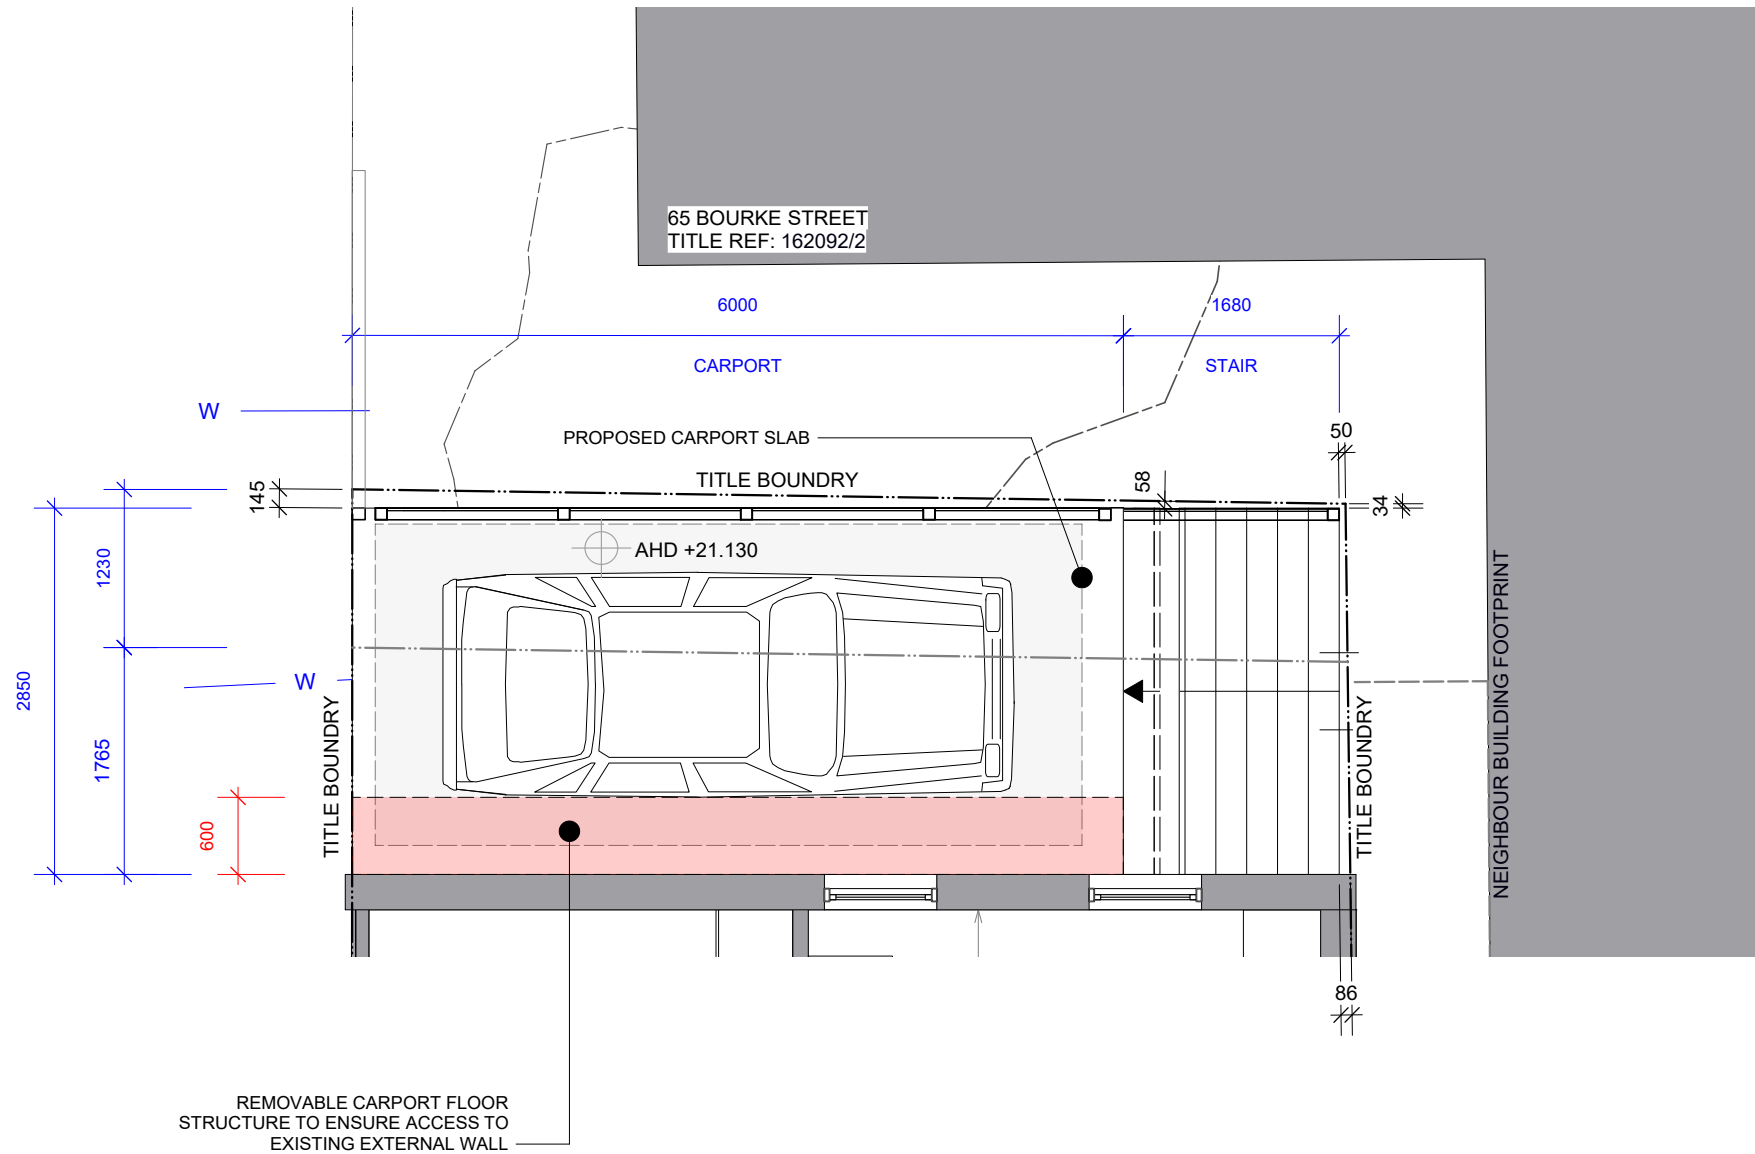 65 BOURKE STREET
TITLE REF: 162092/2
6000
1680
CARPORT
STAIR
W
PROPOSED CARPORT SLAB
50
TITLE BOUNDRY
145
58
34
AHD +21.130
1230
W
2850
1765
600
TITLE BOUNDRY
TITLE BOUNDRY
NEIGHBOUR BUILDING FOOTPRINT
86
REMOVABLE CARPORT FLOOR
STRUCTURE TO ENSURE ACCESS TO
EXISTING EXTERNAL WALL